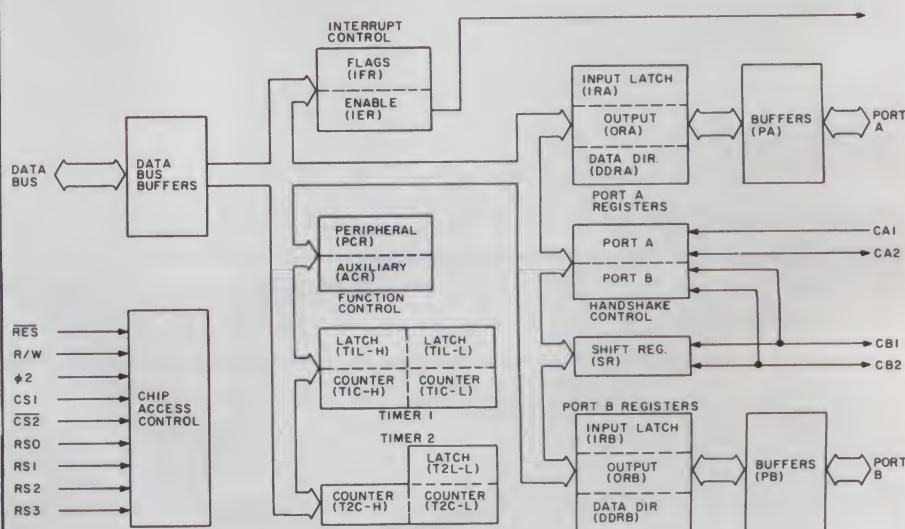 INTERRUPT
CONTROL
FLAGS
(IFR)
ENABLE
(IER)
INPUT LATCH
(IRA)
OUTPUT
(ORA)
DATA DIR.
(DDRA)
PORT A
REGISTERS
BUFFERS
(PA)
PORT
A
DATA
BUS
DATA
BUS
BUFFERS
PERIPHERAL
(PCR)
AUXILIARY
(ACR)
FUNCTION
CONTROL
PORT A
PORT B
HANDSHAKE
CONTROL
CA1
CA2
LATCH
(T1L-H)
LATCH
(T1L-L)
COUNTER
(T1C-H)
COUNTER
(T1C-L)
TIMER 1
SHIFT REG.
(SR)
CB1
CB2
R̅E̅S̅
R/W
ϕ2
CS1
C̅S̅2̅
RS0
RS1
RS2
RS3
CHIP
ACCESS
CONTROL
TIMER 2
LATCH
(T2L-L)
COUNTER
(T2C-H)
COUNTER
(T2C-L)
PORT B REGISTERS
INPUT LATCH
(IRB)
OUTPUT
(ORB)
DATA DIR
(DDRB)
BUFFERS
(PB)
PORT
B